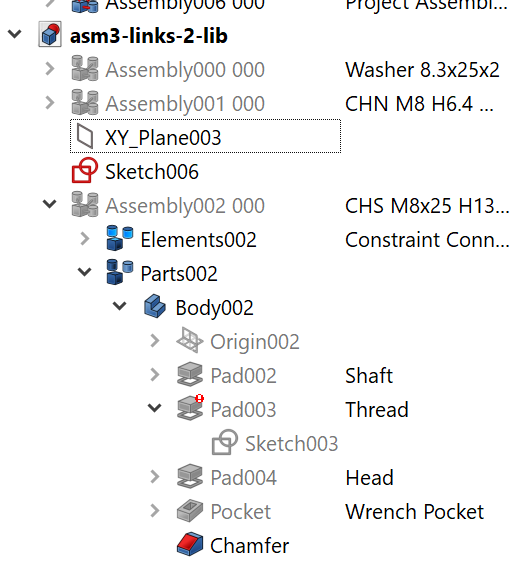 Assembly006 000 Project Assembl...
asm3-links-2-lib
Assembly000 000 Washer 8.3x25x2
Assembly001 000 CHN M8 H6.4 ...
XY_Plane003
Sketch006
Assembly002 000 CHS M8x25 H13...
Elements002 Constraint Conn...
Parts002
Body002
Origin002
Pad002 Shaft
Pad003 Thread
Sketch003
Pad004 Head
Pocket Wrench Pocket
Chamfer